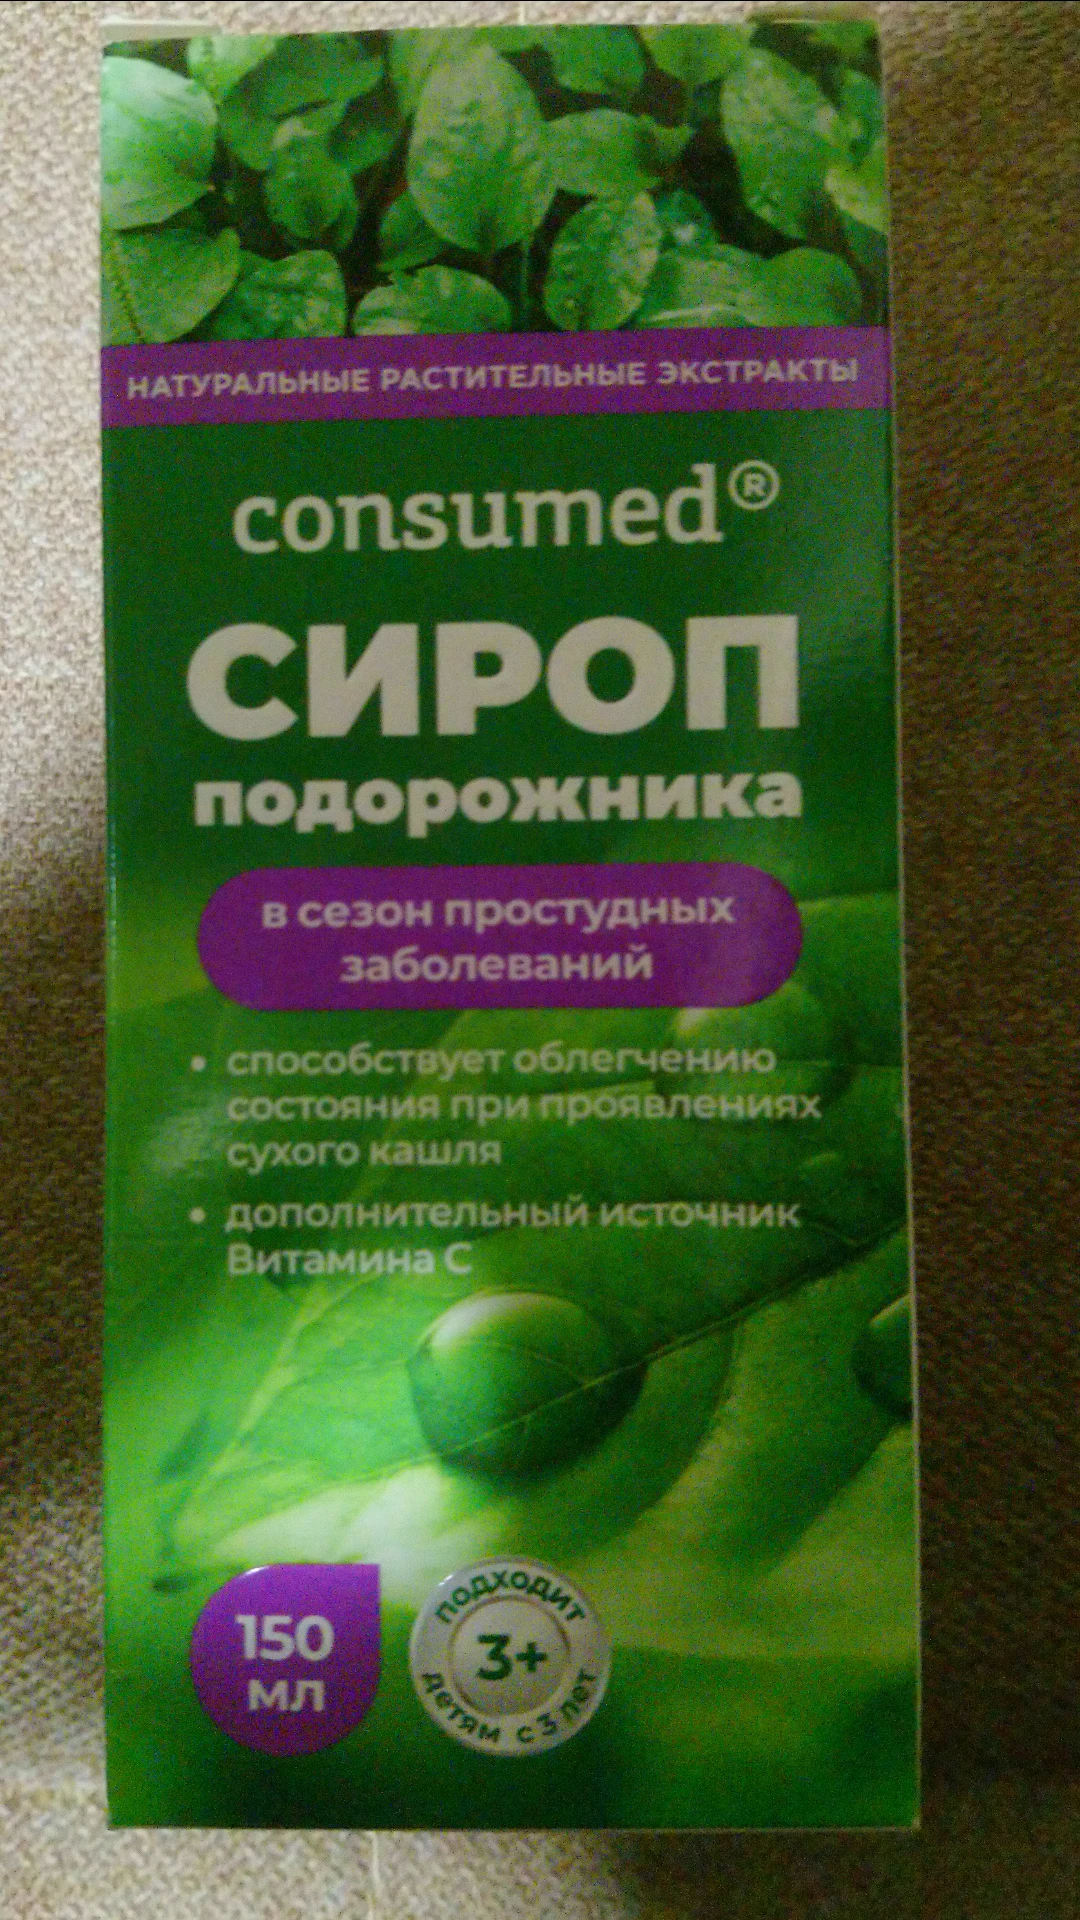 НАТУРАЛЬНЫЕ РАСТИТЕЛЬНЫЕ ЭКСТРАКТЫ
consumed®
СИРОП
подорожника
в сезон простудных
заболеваний
• способствует облегчению
состояния при проявлениях
сухого кашля
• дополнительный источник
Витамина С
150
мл
ПОДХОДИТ
3+
детям с 3 лет